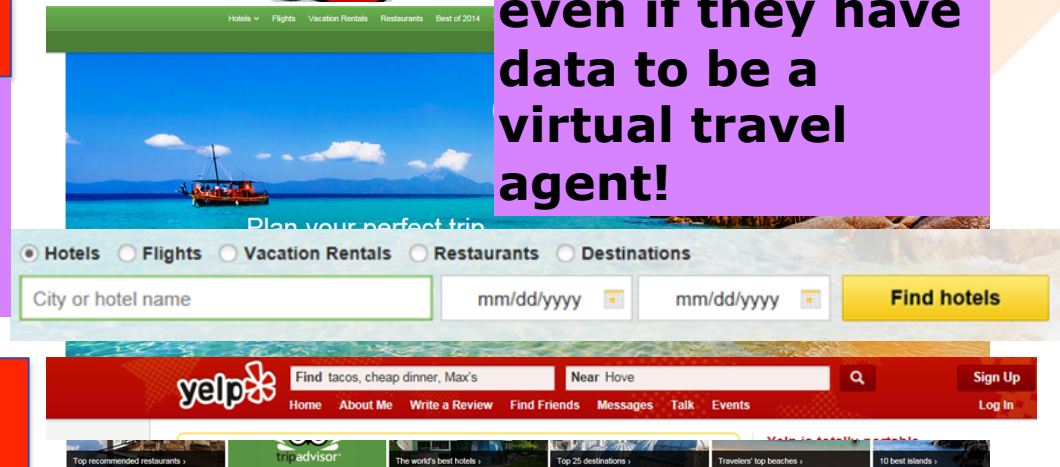 even if they have
Hotels Flights Vacation Rentals Restaurants Best of 2014
data to be a
virtual travel
agent!
Plan your perfect trip
Hotels Flights Vacation Rentals Restaurants Destinations
City or hotel name mm/dd/yyyy mm/dd/yyyy Find hotels
yelp Find tacos, cheap dinner, Max's Near Hove Sign Up
Home About Me Write a Review Find Friends Messages Talk Events Log In
Yelp is totally portable
tripadvisor
Top recommended restaurants › The world's best hotels › Top 25 destinations › Travelers' top beaches › 10 best islands ›